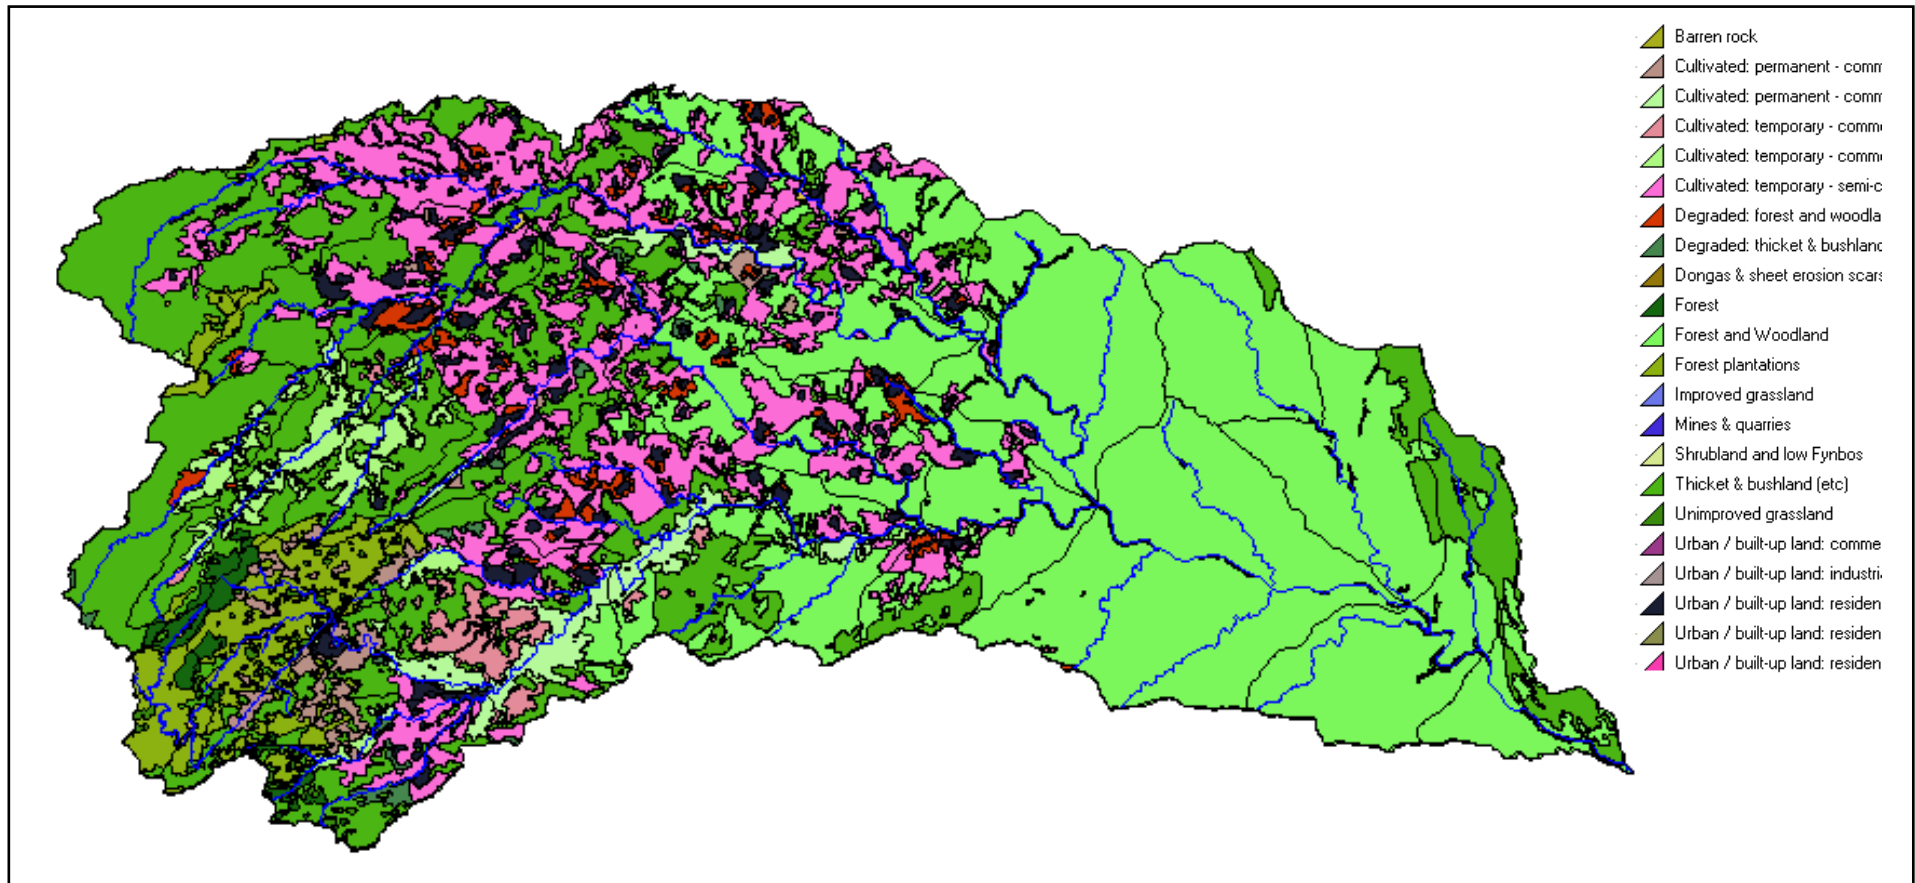 Barren rock
Cultivated: permanent - comm
Cultivated: permanent - comm
Cultivated: temporary - comme
Cultivated: temporary - comme
Cultivated: temporary - semi-c
Degraded: forest and woodla
Degraded: thicket & bushland
Dongas & sheet erosion scars
Forest
Forest and Woodland
Forest plantations
Improved grassland
Mines & quarries
Shrubland and low Fynbos
Thicket & bushland (etc)
Unimproved grassland
Urban / built-up land: comme
Urban / built-up land: industri
Urban / built-up land: residen
Urban / built-up land: residen
Urban / built-up land: residen